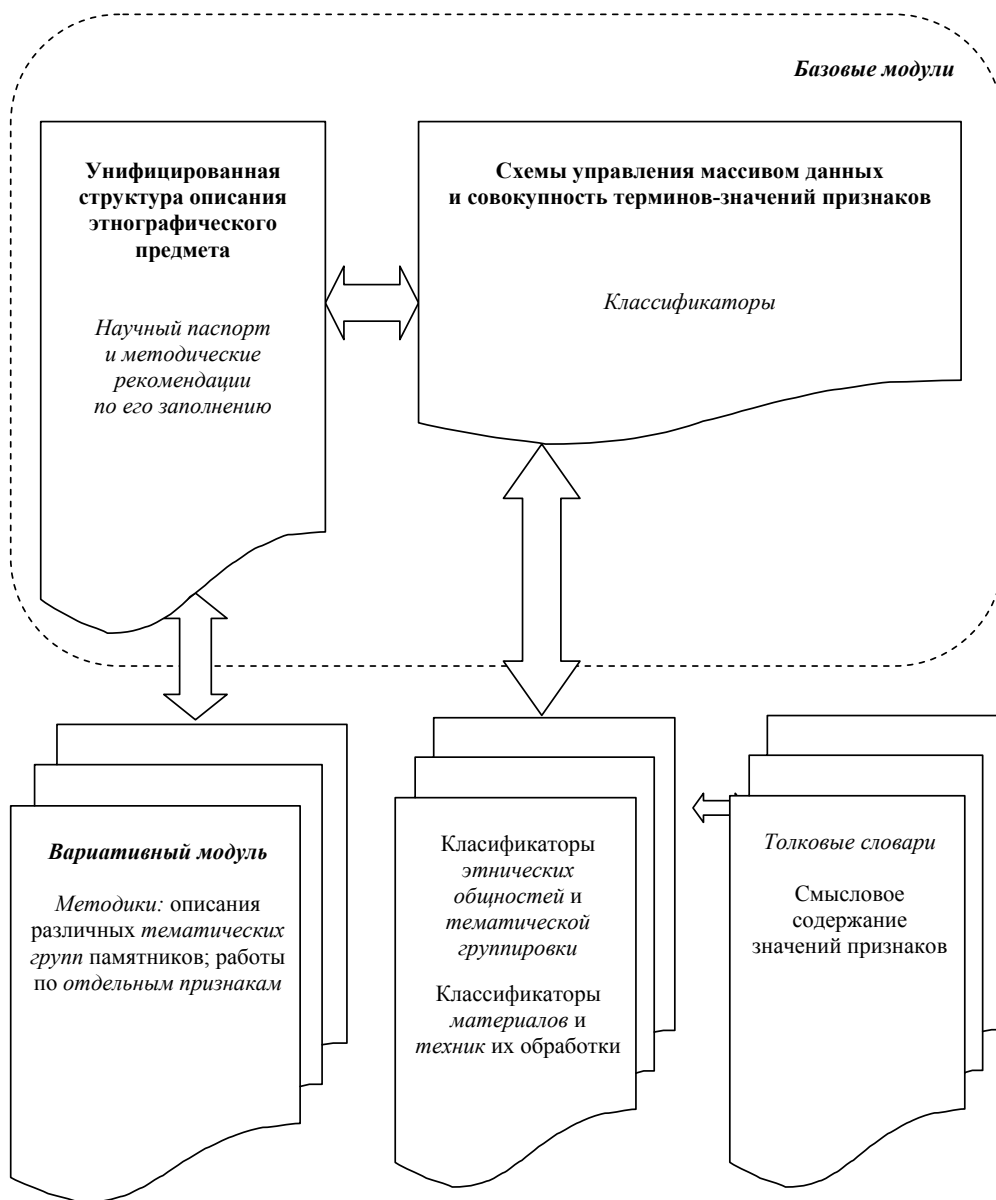 Базовые модули
Унифицированная
структура описания
этнографического
предмета
Научный паспорт
и методические
рекомендации
по его заполнению
Схемы управления массивом данных
и совокупность терминов-значений признаков
Классификаторы
Вариативный модуль
Методики: описания
различных тематических
групп памятников; работы
по отдельным признакам
Класификаторы
этнических
общностей и
тематической
группировки
Классификаторы
материалов и
техник их обработки
Толковые словари
Смысловое
содержание
значений признаков